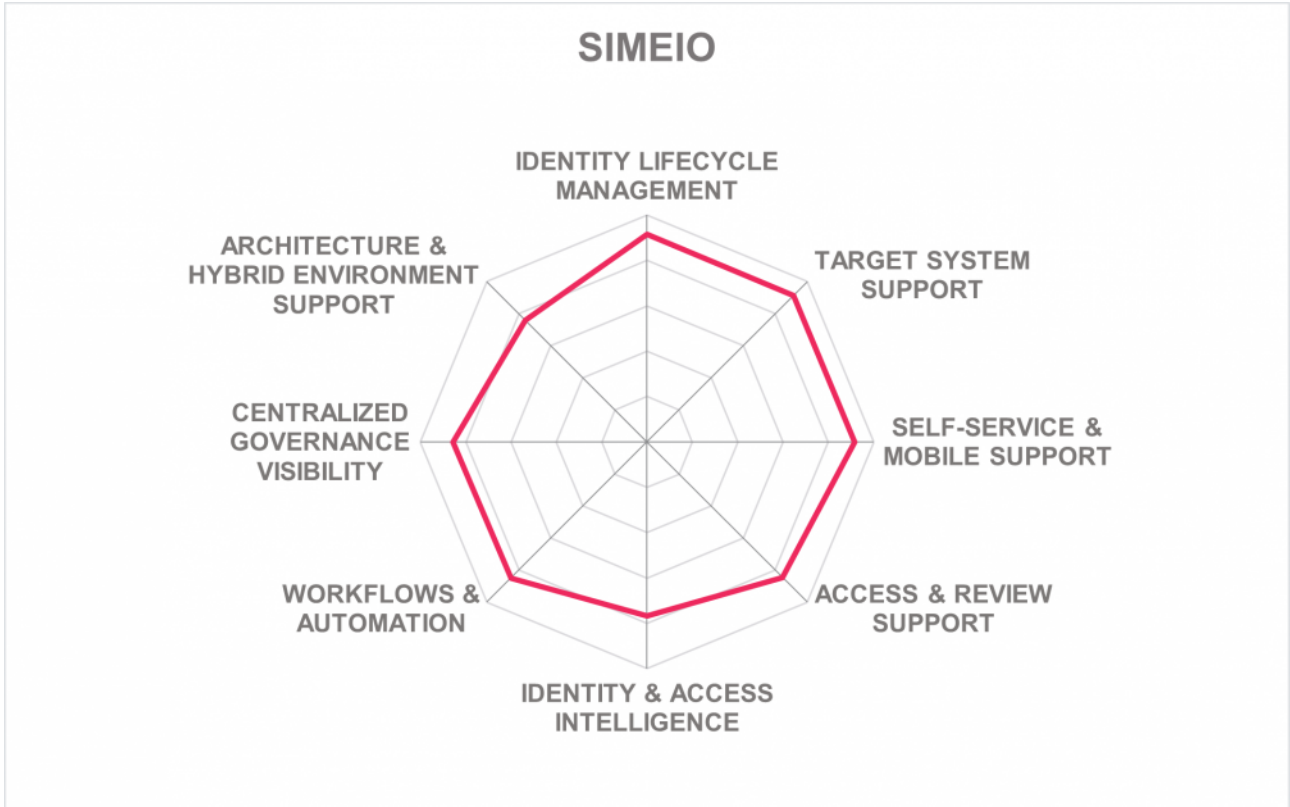 SIMEIO
IDENTITY LIFECYCLE
MANAGEMENT
TARGET SYSTEM
SUPPORT
SELF-SERVICE &
MOBILE SUPPORT
ACCESS & REVIEW
SUPPORT
IDENTITY & ACCESS
INTELLIGENCE
WORKFLOWS &
AUTOMATION
CENTRALIZED
GOVERNANCE
VISIBILITY
ARCHITECTURE &
HYBRID ENVIRONMENT
SUPPORT